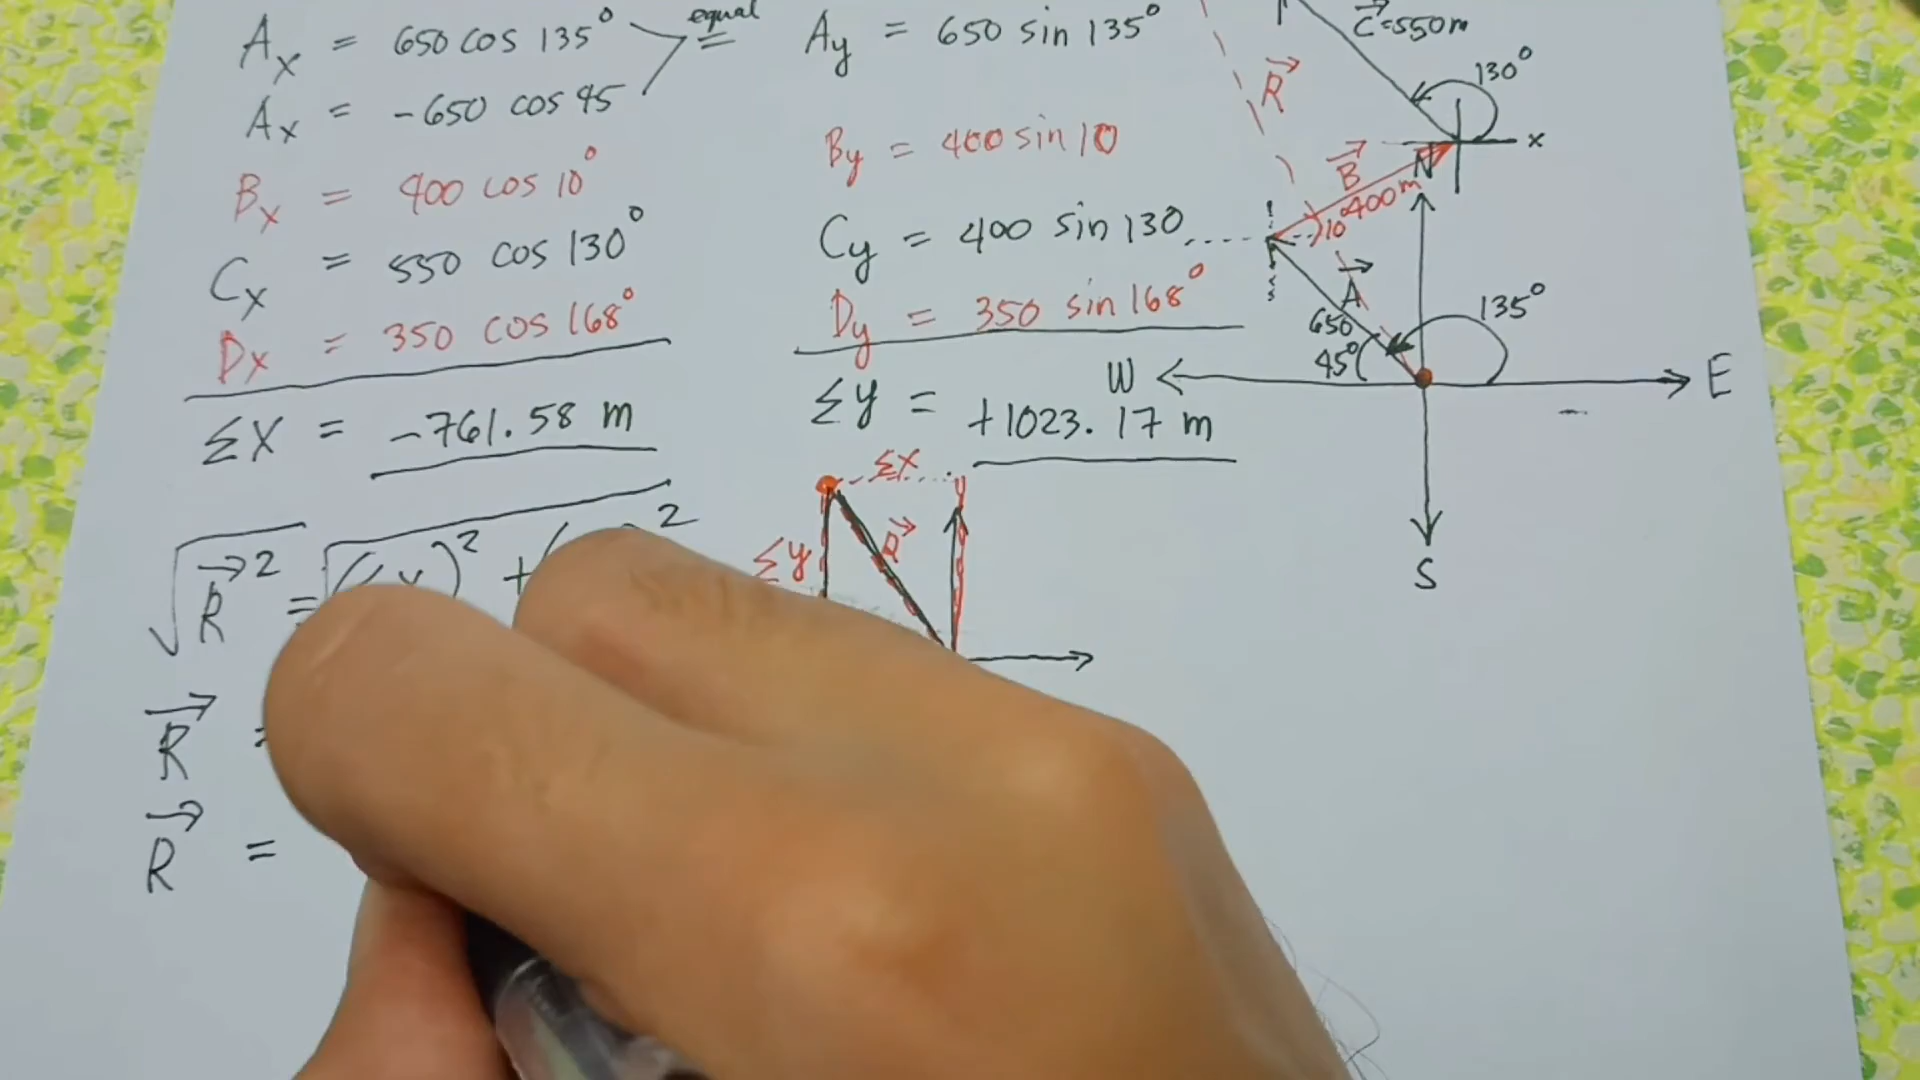 Ax = 650 cos 135° equal
Ax = -650 cos 45
Bx = 400 cos 10°
Cx = 550 cos 130°
Dx = 350 cos 168°
ΣX = -761.58 m
Ay = 650 sin 135°
By = 400 sin 10
Cy = 400 sin 130
Dy = 350 sin 168°
Σy = +1023.17 m
√R⃗² = √( )² + ( )²
R⃗ =
R⃗ =
ΣX
Σy
R⃗
C⃗=550m
130°
R⃗
x
B⃗
N
400m
10°
A⃗
650
45°
135°
W
E
S